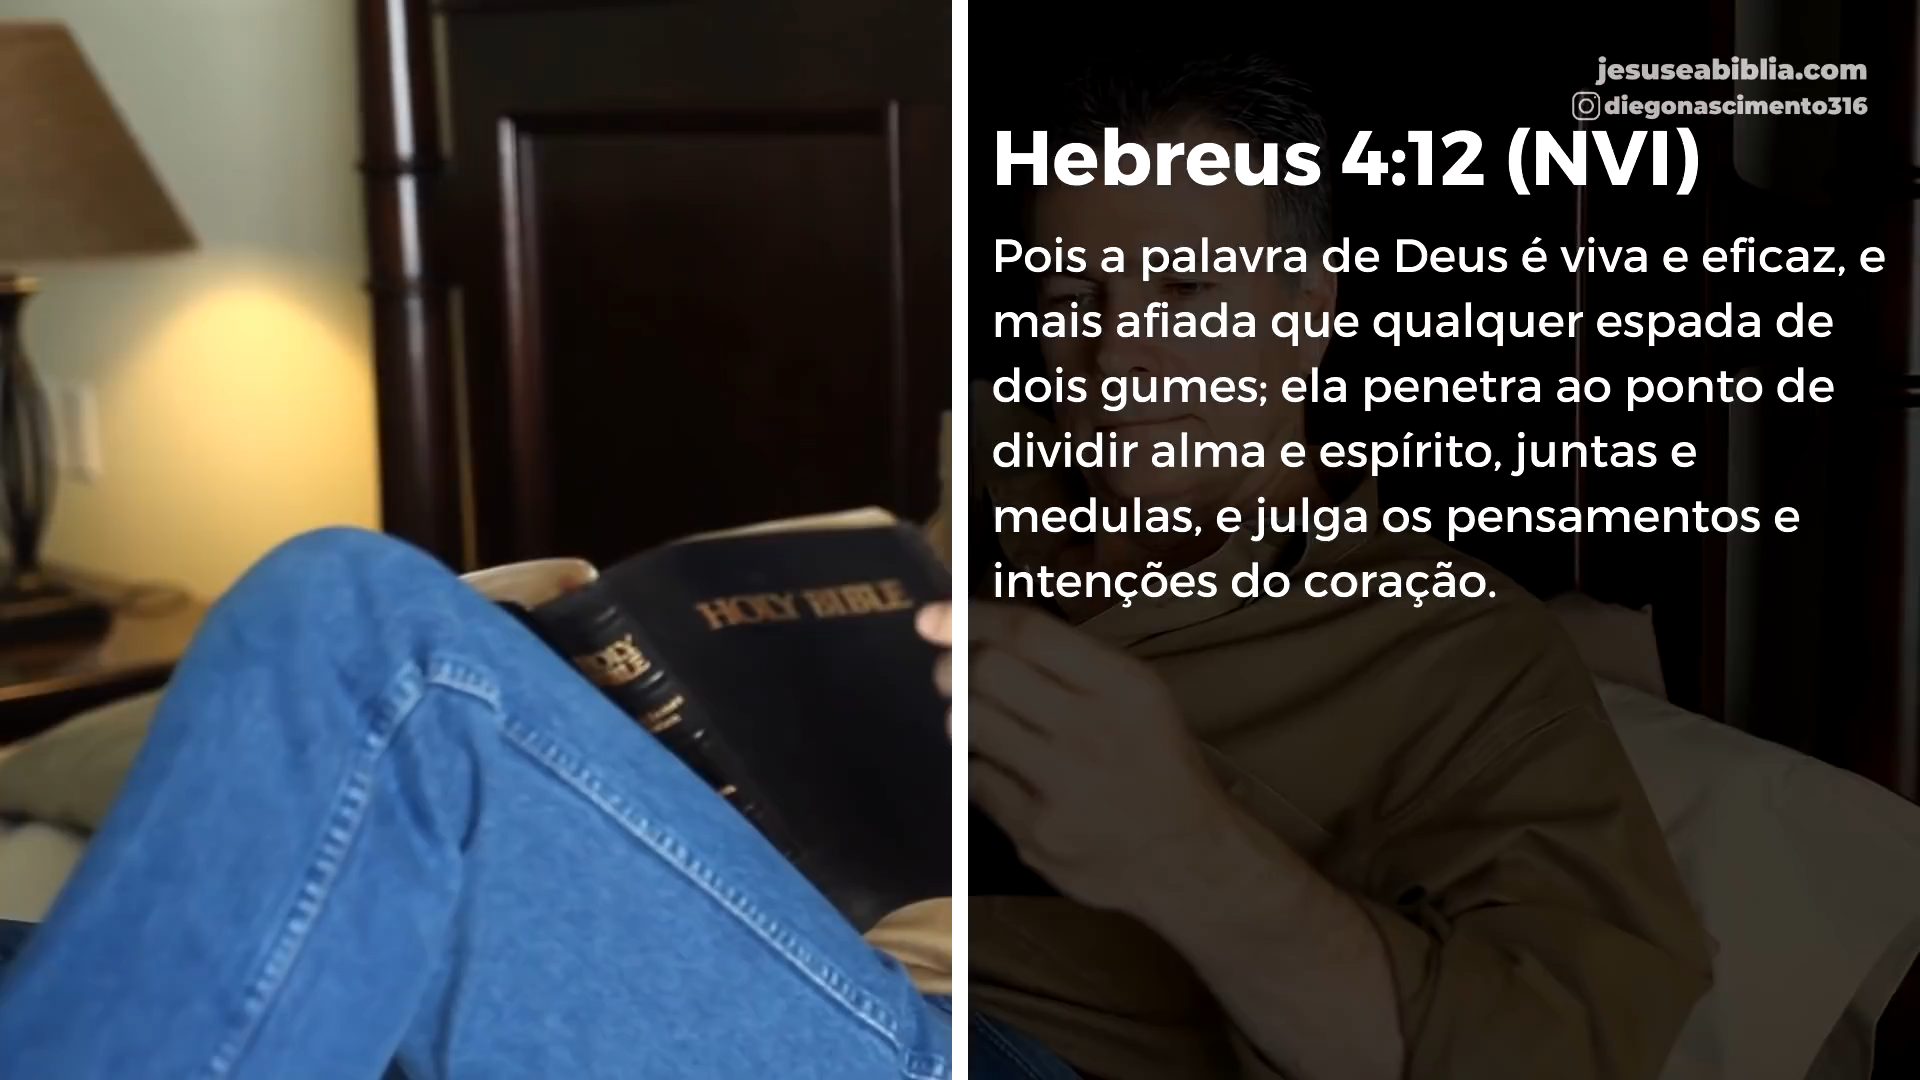 jesuseabiblia.com
diegonascimento316
Hebreus 4:12 (NVI)
Pois a palavra de Deus é viva e eficaz, e
mais afiada que qualquer espada de
dois gumes; ela penetra ao ponto de
dividir alma e espírito, juntas e
medulas, e julga os pensamentos e
intenções do coração.
HOLY BIBLE
HOLY
BIBLE